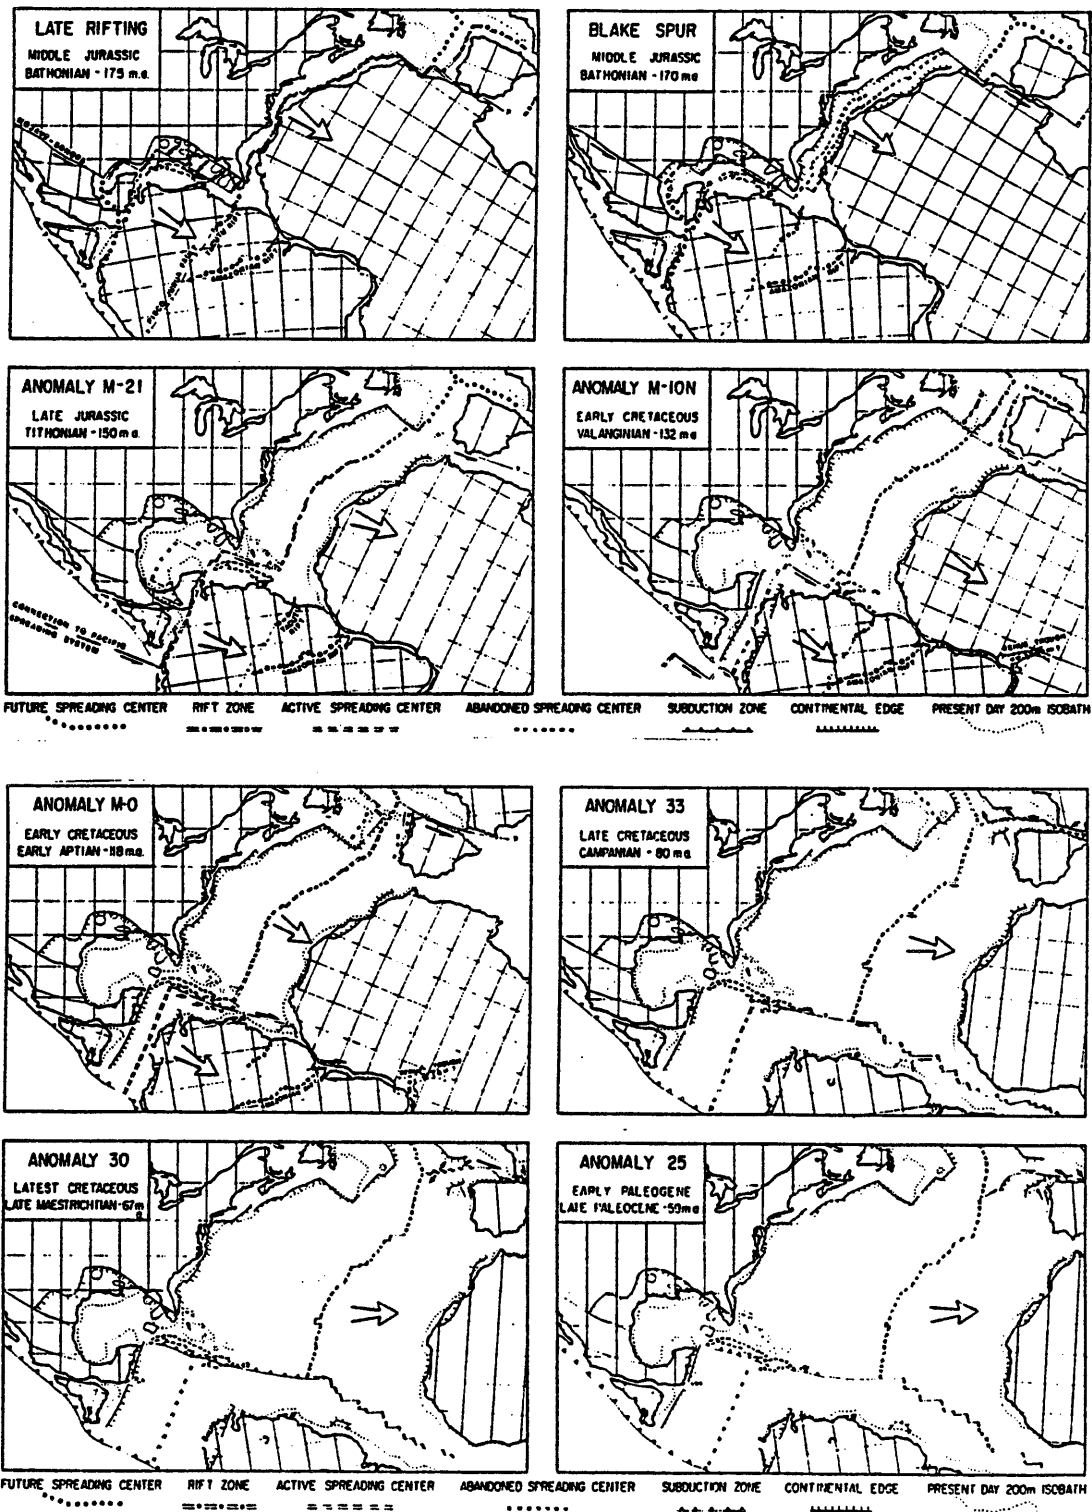 LATE RIFTING
MIDDLE JURASSIC
BATHONIAN - 175 m.a.
BLAKE SPUR
MIDDLE JURASSIC
BATHONIAN - 170 ma
ANOMALY M-21
LATE JURASSIC
TITHONIAN - 150 m a.
CONNECTION TO PACIFIC
SPREADING SYSTEM
ANOMALY M-10N
EARLY CRETACEOUS
VALANGINIAN - 132 ma
FUTURE SPREADING CENTER RIFT ZONE ACTIVE SPREADING CENTER ABANDONED SPREADING CENTER SUBDUCTION ZONE CONTINENTAL EDGE PRESENT DAY 200m ISOBATH
ANOMALY M-0
EARLY CRETACEOUS
EARLY APTIAN - 118 m.a.
ANOMALY 33
LATE CRETACEOUS
CAMPANIAN - 80 ma
ANOMALY 30
LATEST CRETACEOUS
LATE MAESTRICHTIAN - 67m
a
ANOMALY 25
EARLY PALEOGENE
LATE PALEOCENE - 59 m a
FUTURE SPREADING CENTER RIFT ZONE ACTIVE SPREADING CENTER ABANDONED SPREADING CENTER SUBDUCTION ZONE CONTINENTAL EDGE PRESENT DAY 200m ISOBATH